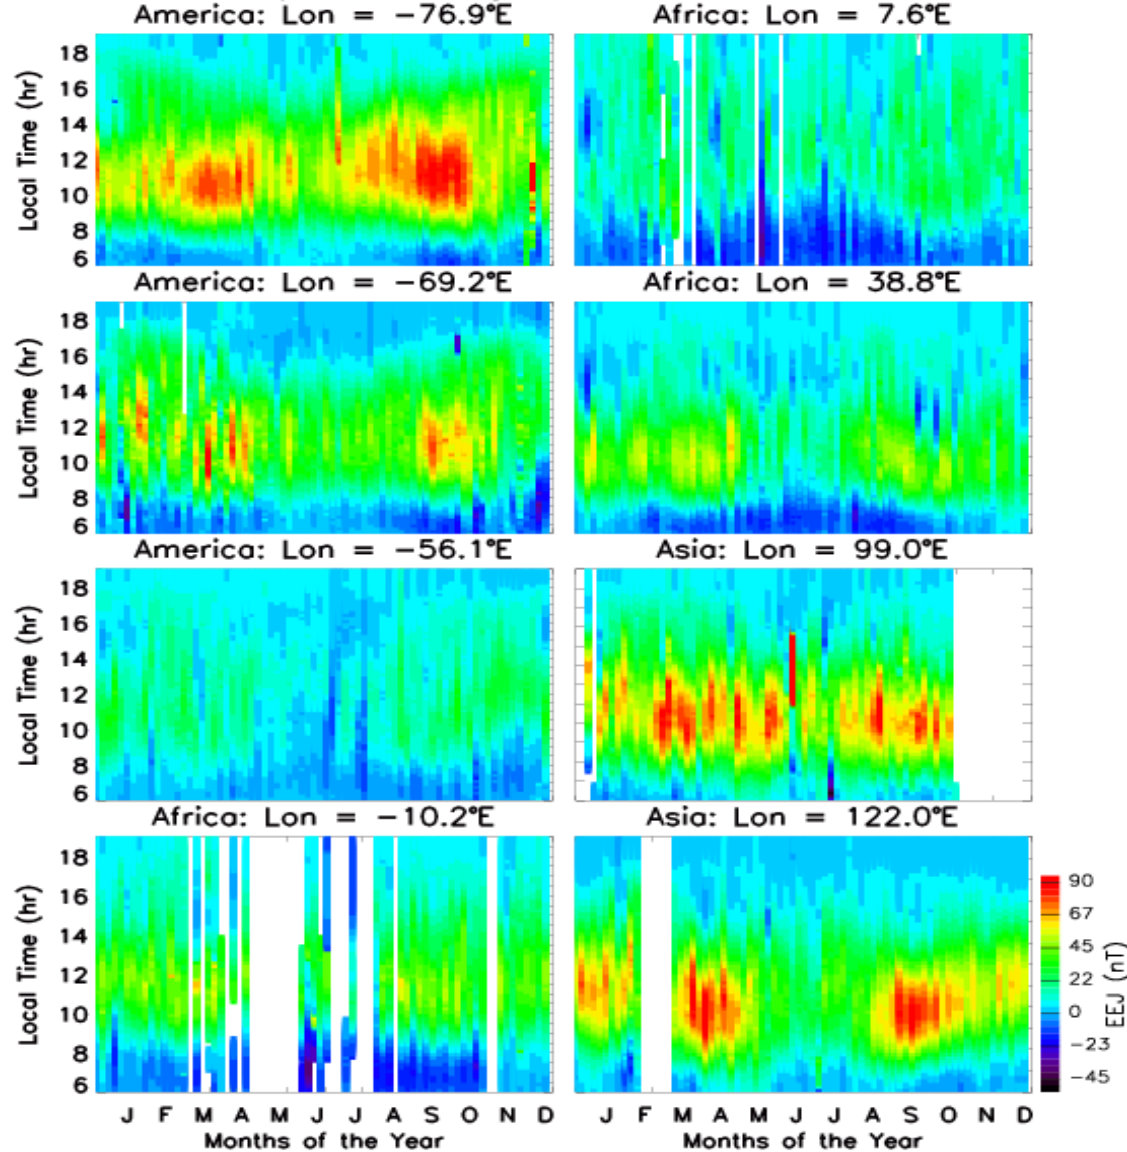 America: Lon = -76.9°E
Africa: Lon = 7.6°E
Local Time (hr)
18
16
14
12
10
8
6
America: Lon = -69.2°E
Africa: Lon = 38.8°E
Local Time (hr)
18
16
14
12
10
8
6
America: Lon = -56.1°E
Asia: Lon = 99.0°E
Local Time (hr)
18
16
14
12
10
8
6
Africa: Lon = -10.2°E
Asia: Lon = 122.0°E
Local Time (hr)
18
16
14
12
10
8
6
J F M A M J J A S O N D
J F M A M J J A S O N D
Months of the Year
Months of the Year
90
67
45
22
0
-23
-45
EEJ (nT)